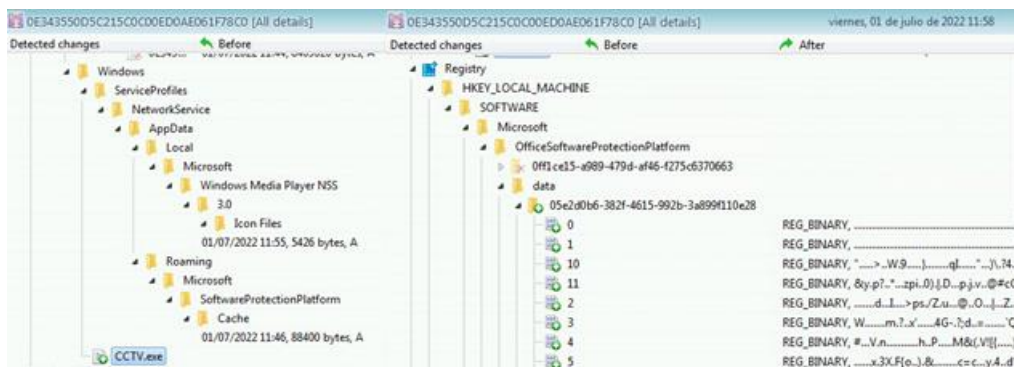 0E343550D5C215C0C00ED0AE061F78C0 [All details]
Detected changes Before
Windows
ServiceProfiles
NetworkService
AppData
Local
Microsoft
Windows Media Player NSS
3.0
Icon Files
01/07/2022 11:55, 5426 bytes, A
Roaming
Microsoft
SoftwareProtectionPlatform
Cache
01/07/2022 11:46, 88400 bytes, A
CCTV.exe
0E343550D5C215C0C00ED0AE061F78C0 [All details] viernes, 01 de julio de 2022 11:58
Detected changes Before After
Registry
HKEY_LOCAL_MACHINE
SOFTWARE
Microsoft
OfficeSoftwareProtectionPlatform
0ff1ce15-a989-479d-af46-f275c6370663
data
05e2d0b6-382f-4615-992b-3a899f110e28
0 REG_BINARY,
1 REG_BINARY,
10 REG_BINARY,
11 REG_BINARY,
2 REG_BINARY,
3 REG_BINARY,
4 REG_BINARY,
5 REG_BINARY,